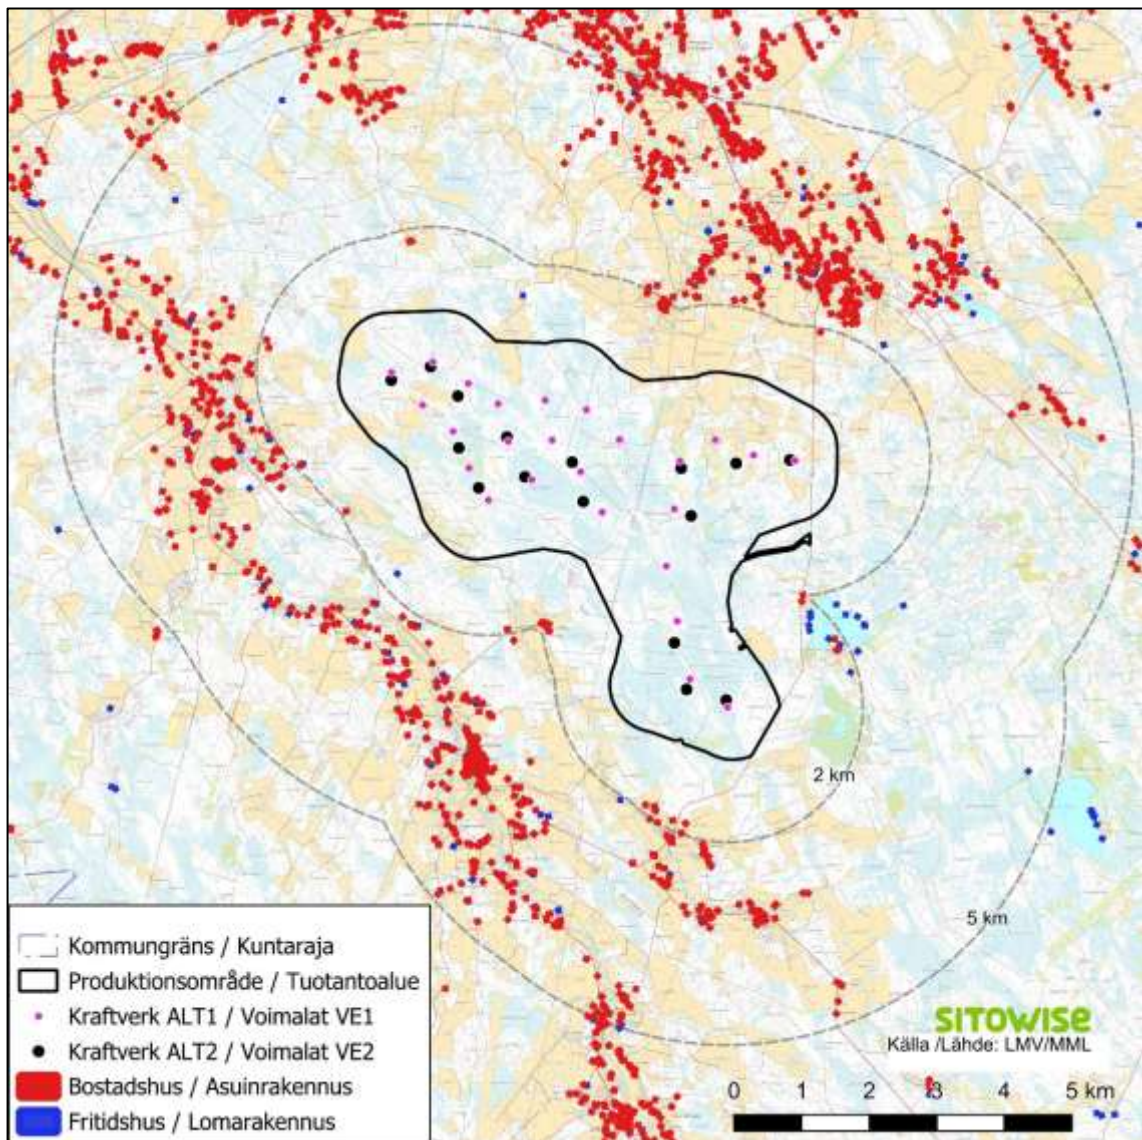 2 km
5 km
Kommungräns / Kuntaraja
Produktionsområde / Tuotantoalue
Kraftverk ALT1 / Voimalat VE1
Kraftverk ALT2 / Voimalat VE2
Bostadshus / Asuinrakennus
Fritidshus / Lomarakennus
SITOWISE
Källa /Lähde: LMV/MML
0 1 2 3 4 5 km